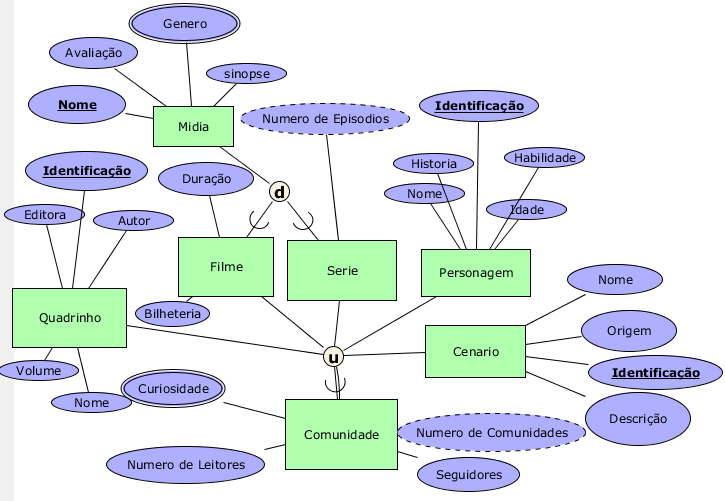 Genero
Avaliação
sinopse
Nome
Midia
Numero de Episodios
Identificação
Identificação
Duração
d
Historia
Habilidade
Nome
Idade
Editora
Autor
Filme
Serie
Personagem
Nome
Quadrinho
Bilheteria
Origem
u
Cenario
Volume
Identificação
Nome
Curiosidade
Comunidade
Numero de Comunidades
Descrição
Numero de Leitores
Seguidores